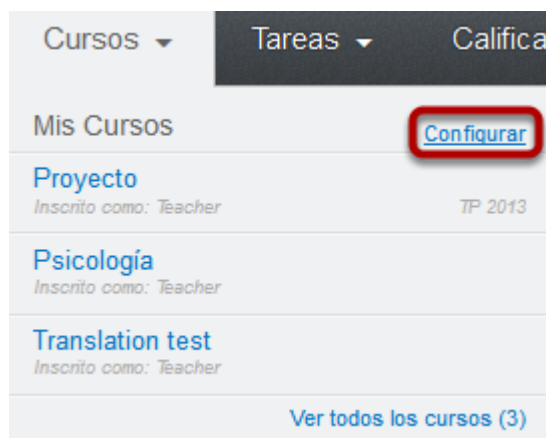 Cursos Tareas Califica
Mis Cursos Configurar
Proyecto
Inscrito como: Teacher TP 2013
Psicología
Inscrito como: Teacher
Translation test
Inscrito como: Teacher
Ver todos los cursos (3)